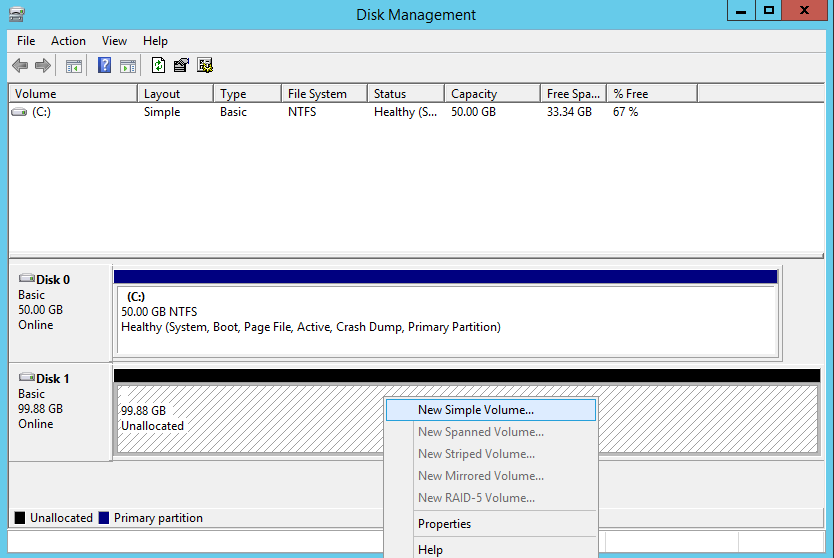 Disk Management
File Action View Help
Volume Layout Type File System Status Capacity Free Spa... % Free
(C:) Simple Basic NTFS Healthy (S... 50.00 GB 33.34 GB 67 %
Disk 0
Basic
50.00 GB
Online
(C:)
50.00 GB NTFS
Healthy (System, Boot, Page File, Active, Crash Dump, Primary Partition)
Disk 1
Basic
99.88 GB
Online
99.88 GB
Unallocated
New Simple Volume...
New Spanned Volume...
New Striped Volume...
New Mirrored Volume...
New RAID-5 Volume...
Properties
Help
Unallocated Primary partition